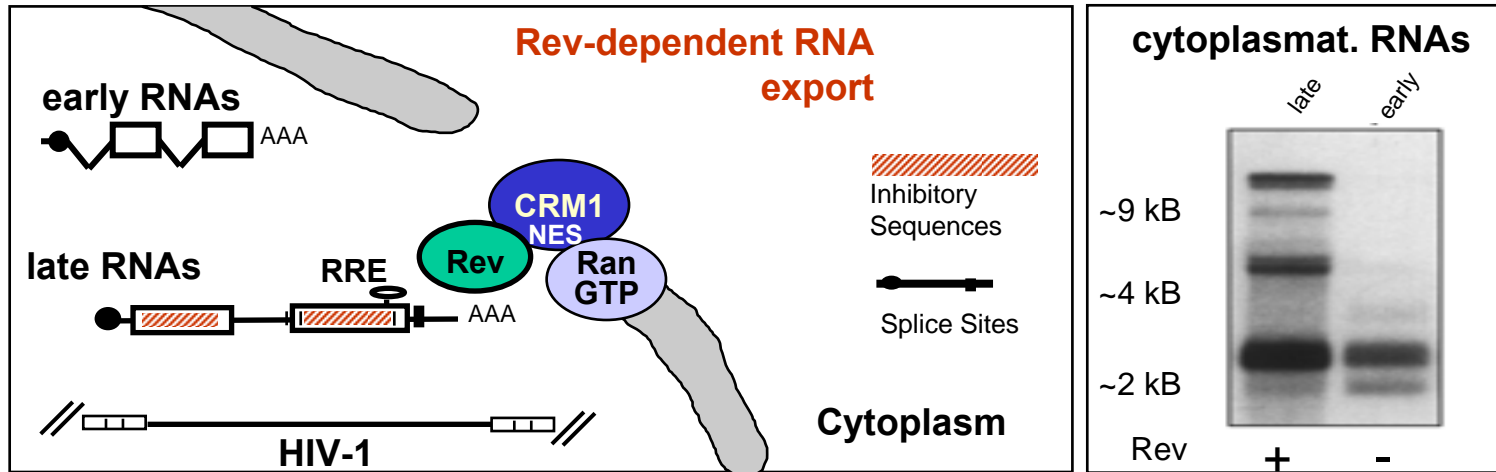 Rev-dependent RNA
export
early RNAs
AAA
CRM1
NES
Rev
Ran
GTP
late RNAs
RRE
AAA
HIV-1
Inhibitory
Sequences
Splice Sites
Cytoplasm
cytoplasmat. RNAs
late
early
~9 kB
~4 kB
~2 kB
Rev + -